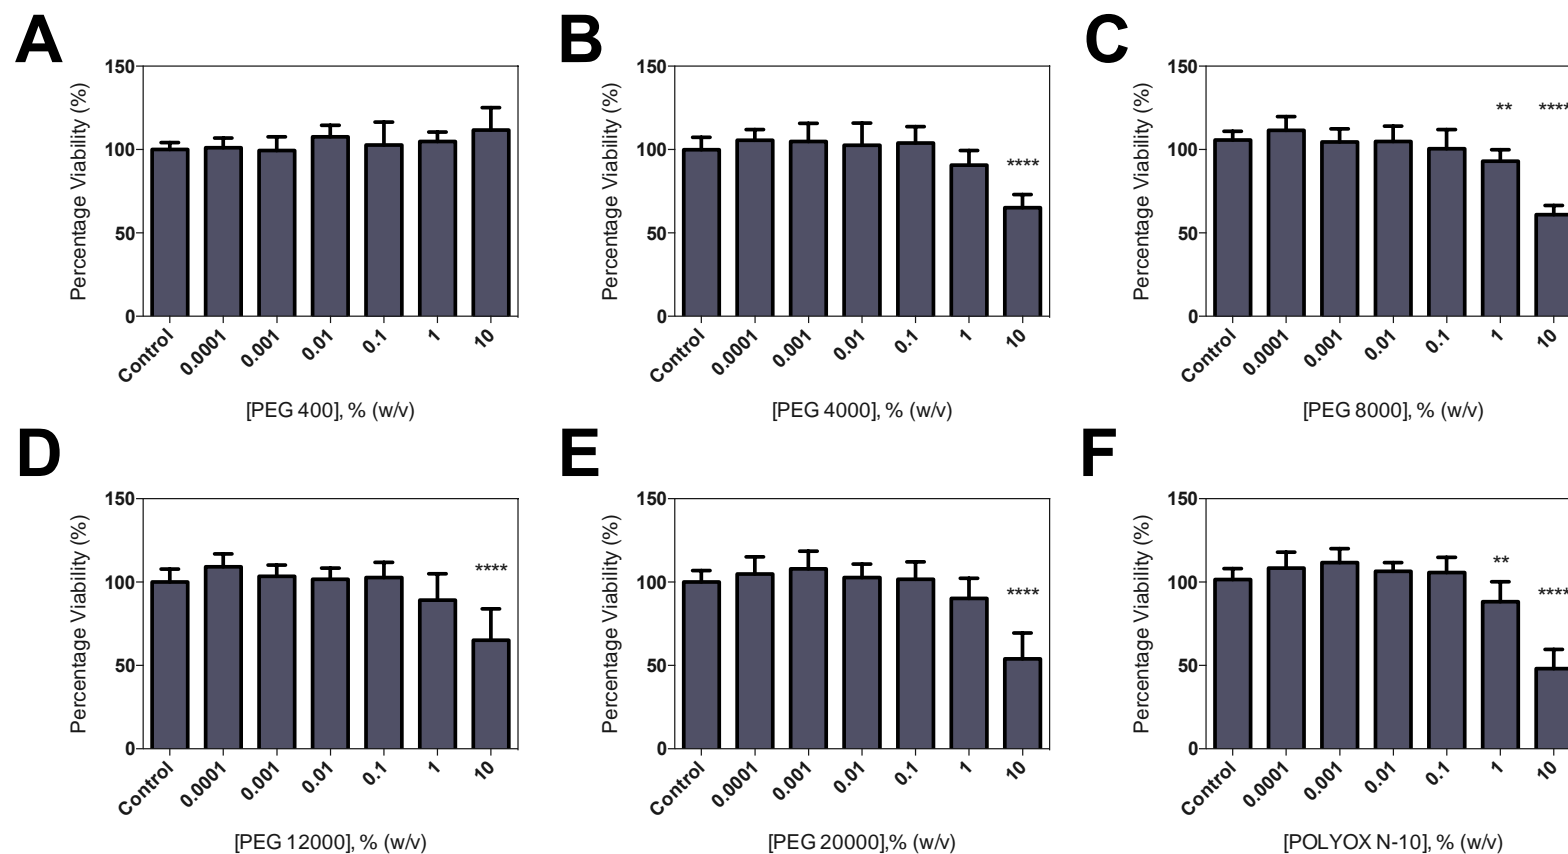 A
Percentage Viability (%)
150
100
50
0
Control 0.0001 0.001 0.01 0.1 1 10
[PEG 400], % (w/v)
B
Percentage Viability (%)
150
100
50
0
****
Control 0.0001 0.001 0.01 0.1 1 10
[PEG 4000], % (w/v)
C
Percentage Viability (%)
150
100
50
0
** ****
Control 0.0001 0.001 0.01 0.1 1 10
[PEG 8000], % (w/v)
D
Percentage Viability (%)
150
100
50
0
****
Control 0.0001 0.001 0.01 0.1 1 10
[PEG 12000], % (w/v)
E
Percentage Viability (%)
150
100
50
0
****
Control 0.0001 0.001 0.01 0.1 1 10
[PEG 20000],% (w/v)
F
Percentage Viability (%)
150
100
50
0
** ****
Control 0.0001 0.001 0.01 0.1 1 10
[POLYOX N-10], % (w/v)